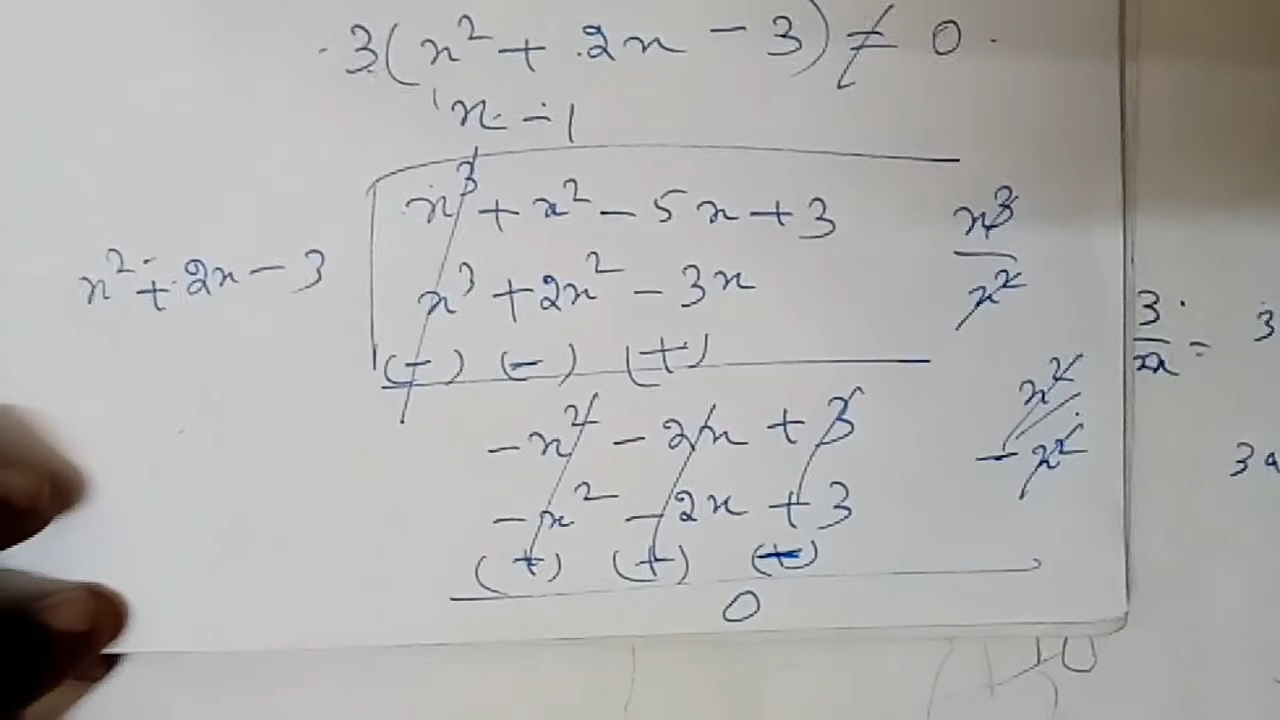 3(x² + 2x - 3) ≠ 0
x - 1
x³ + x² - 5x + 3
x² + 2x - 3
x³ + 2x² - 3x
(-) (-) (+)
-x² - 2x + 3
-x² - 2x + 3
(+) (+) (-)
0
x³
x²
x²
-x²
3
2x =
3
3a